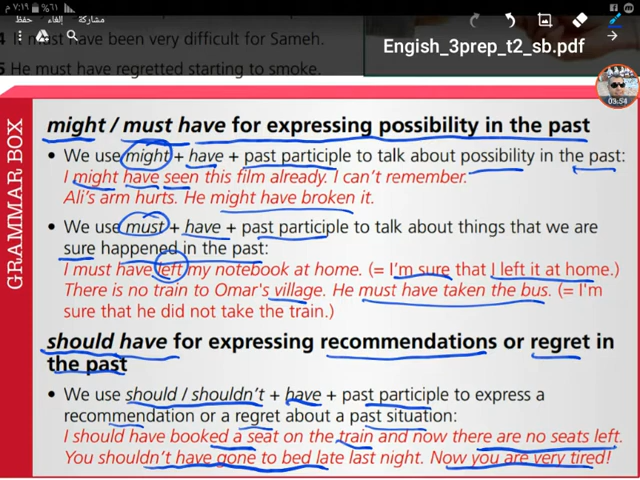 ٧:١٩ م
مشاركة إلغاء حفظ
Engish_3prep_t2_sb.pdf
03:54
4 It must have been very difficult for Sameh.
5 He must have regretted starting to smoke.
GRAMMAR BOX
might / must have for expressing possibility in the past
• We use might + have + past participle to talk about possibility in the past:
I might have seen this film already. I can't remember.
Ali's arm hurts. He might have broken it.
• We use must + have + past participle to talk about things that we are
sure happened in the past:
I must have left my notebook at home. (= I'm sure that I left it at home.)
There is no train to Omar's village. He must have taken the bus. (= I'm
sure that he did not take the train.)
should have for expressing recommendations or regret in
the past
• We use should / shouldn't + have + past participle to express a
recommendation or a regret about a past situation:
I should have booked a seat on the train and now there are no seats left.
You shouldn't have gone to bed late last night. Now you are very tired!